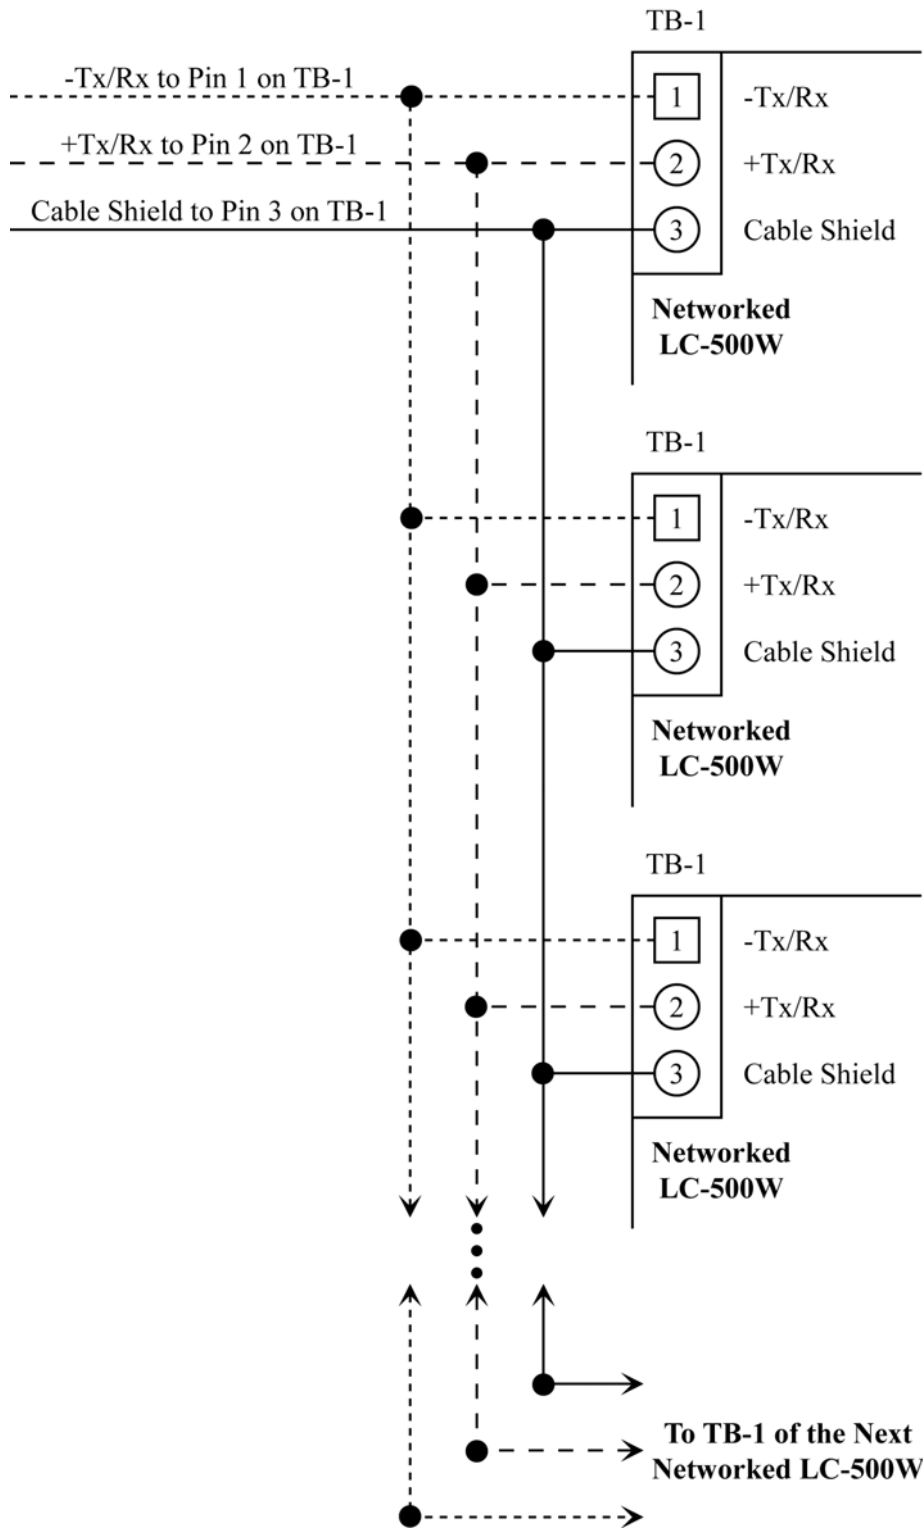 TB-1
-Tx/Rx to Pin 1 on TB-1
1
-Tx/Rx
+Tx/Rx to Pin 2 on TB-1
2
+Tx/Rx
Cable Shield to Pin 3 on TB-1
3
Cable Shield
Networked
LC-500W
TB-1
1
-Tx/Rx
2
+Tx/Rx
3
Cable Shield
Networked
LC-500W
TB-1
1
-Tx/Rx
2
+Tx/Rx
3
Cable Shield
Networked
LC-500W
To TB-1 of the Next
Networked LC-500W